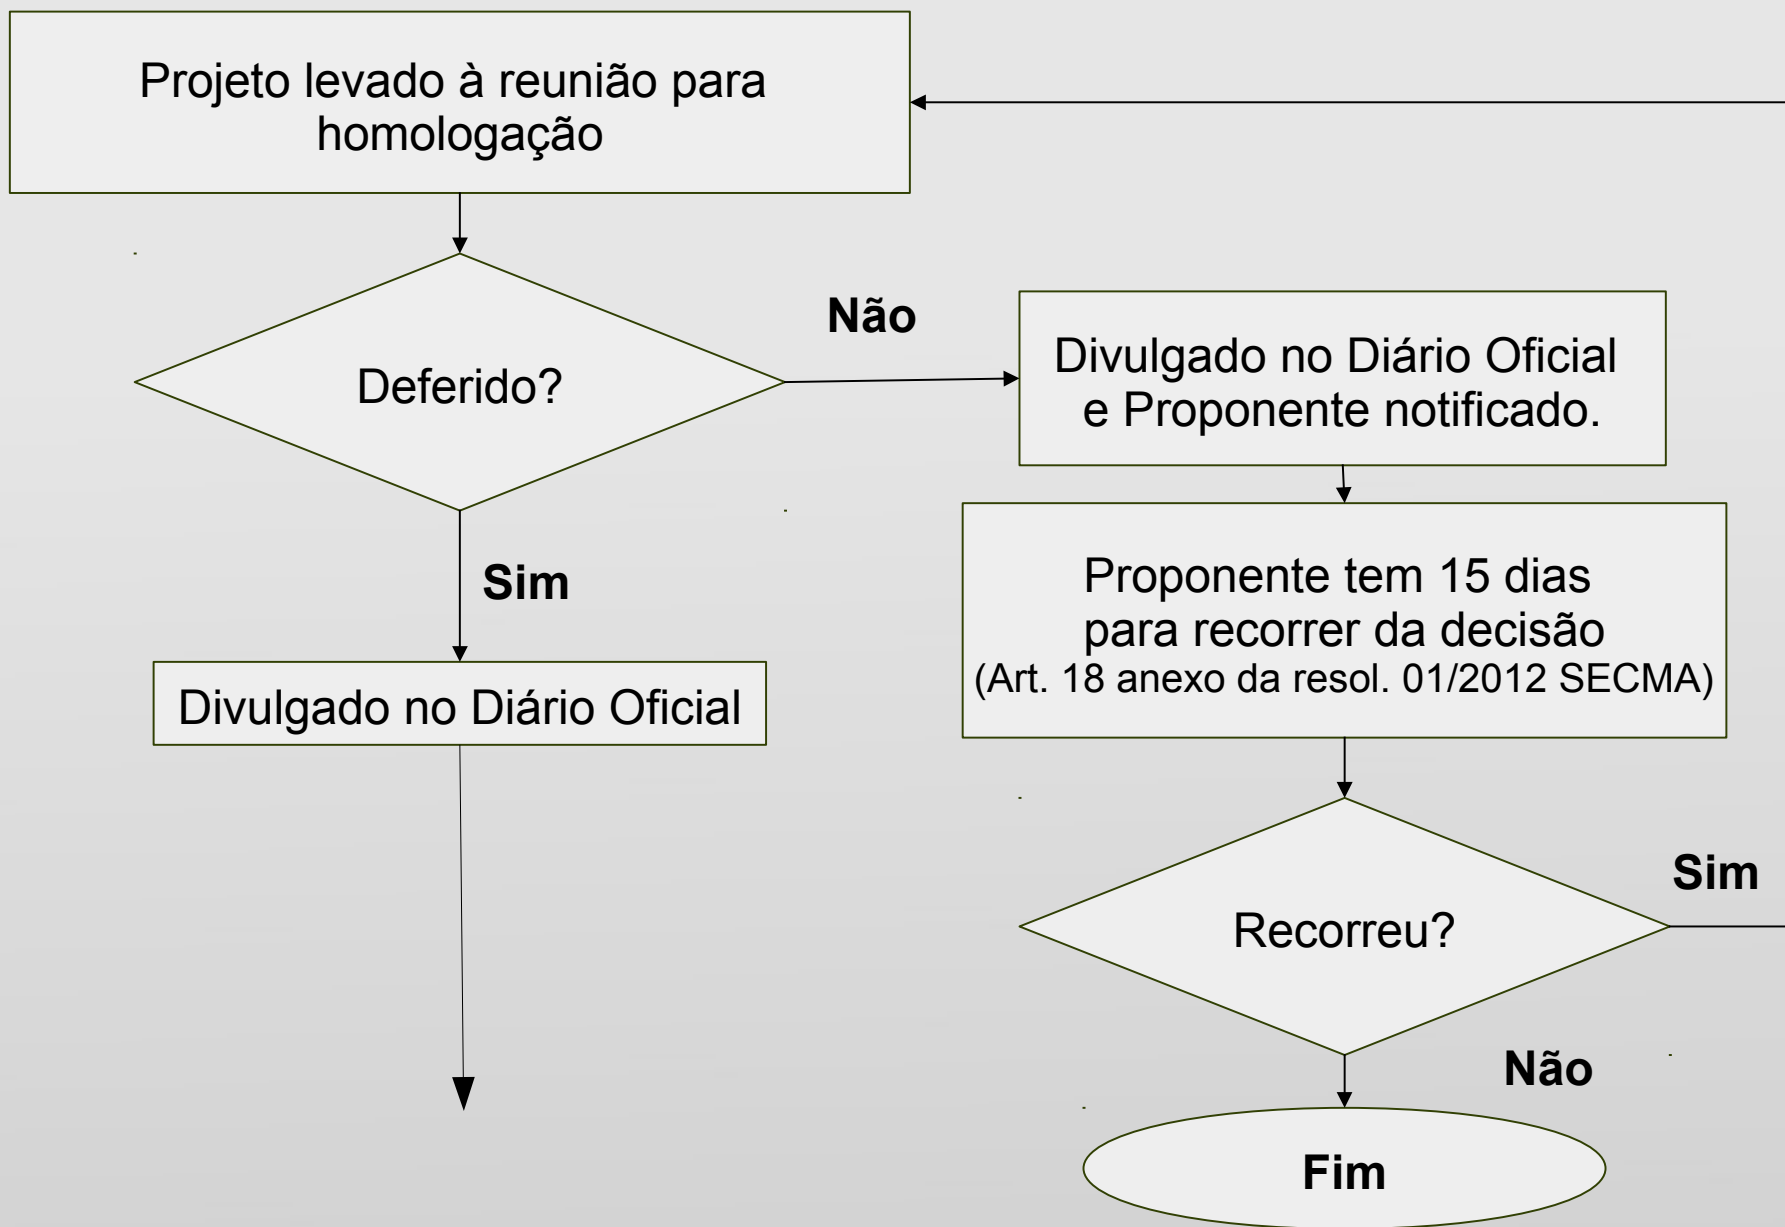 Projeto levado à reunião para
homologação
Deferido?
Não
Divulgado no Diário Oficial
e Proponente notificado.
Sim
Divulgado no Diário Oficial
Proponente tem 15 dias
para recorrer da decisão
(Art. 18 anexo da resol. 01/2012 SECMA)
Recorreu?
Sim
Não
Fim